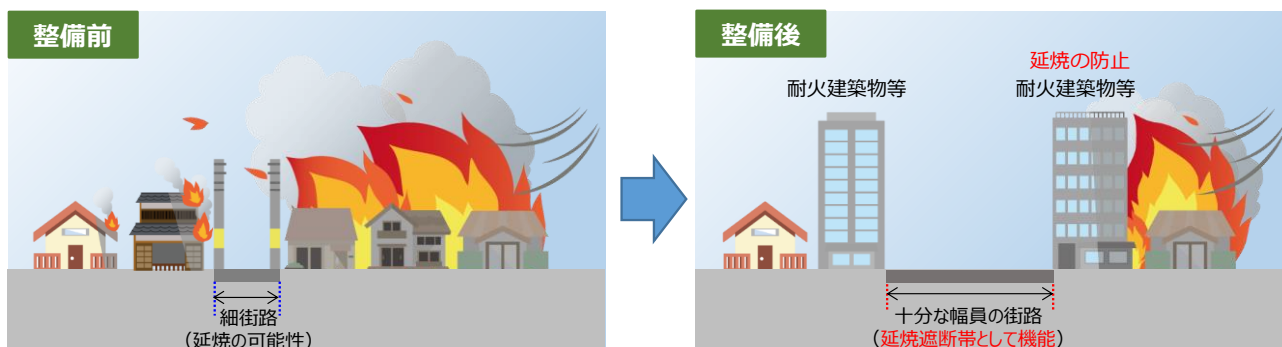 整備前
細街路
（延焼の可能性）
整備後
延焼の防止
耐火建築物等
耐火建築物等
十分な幅員の街路
（延焼遮断帯として機能）